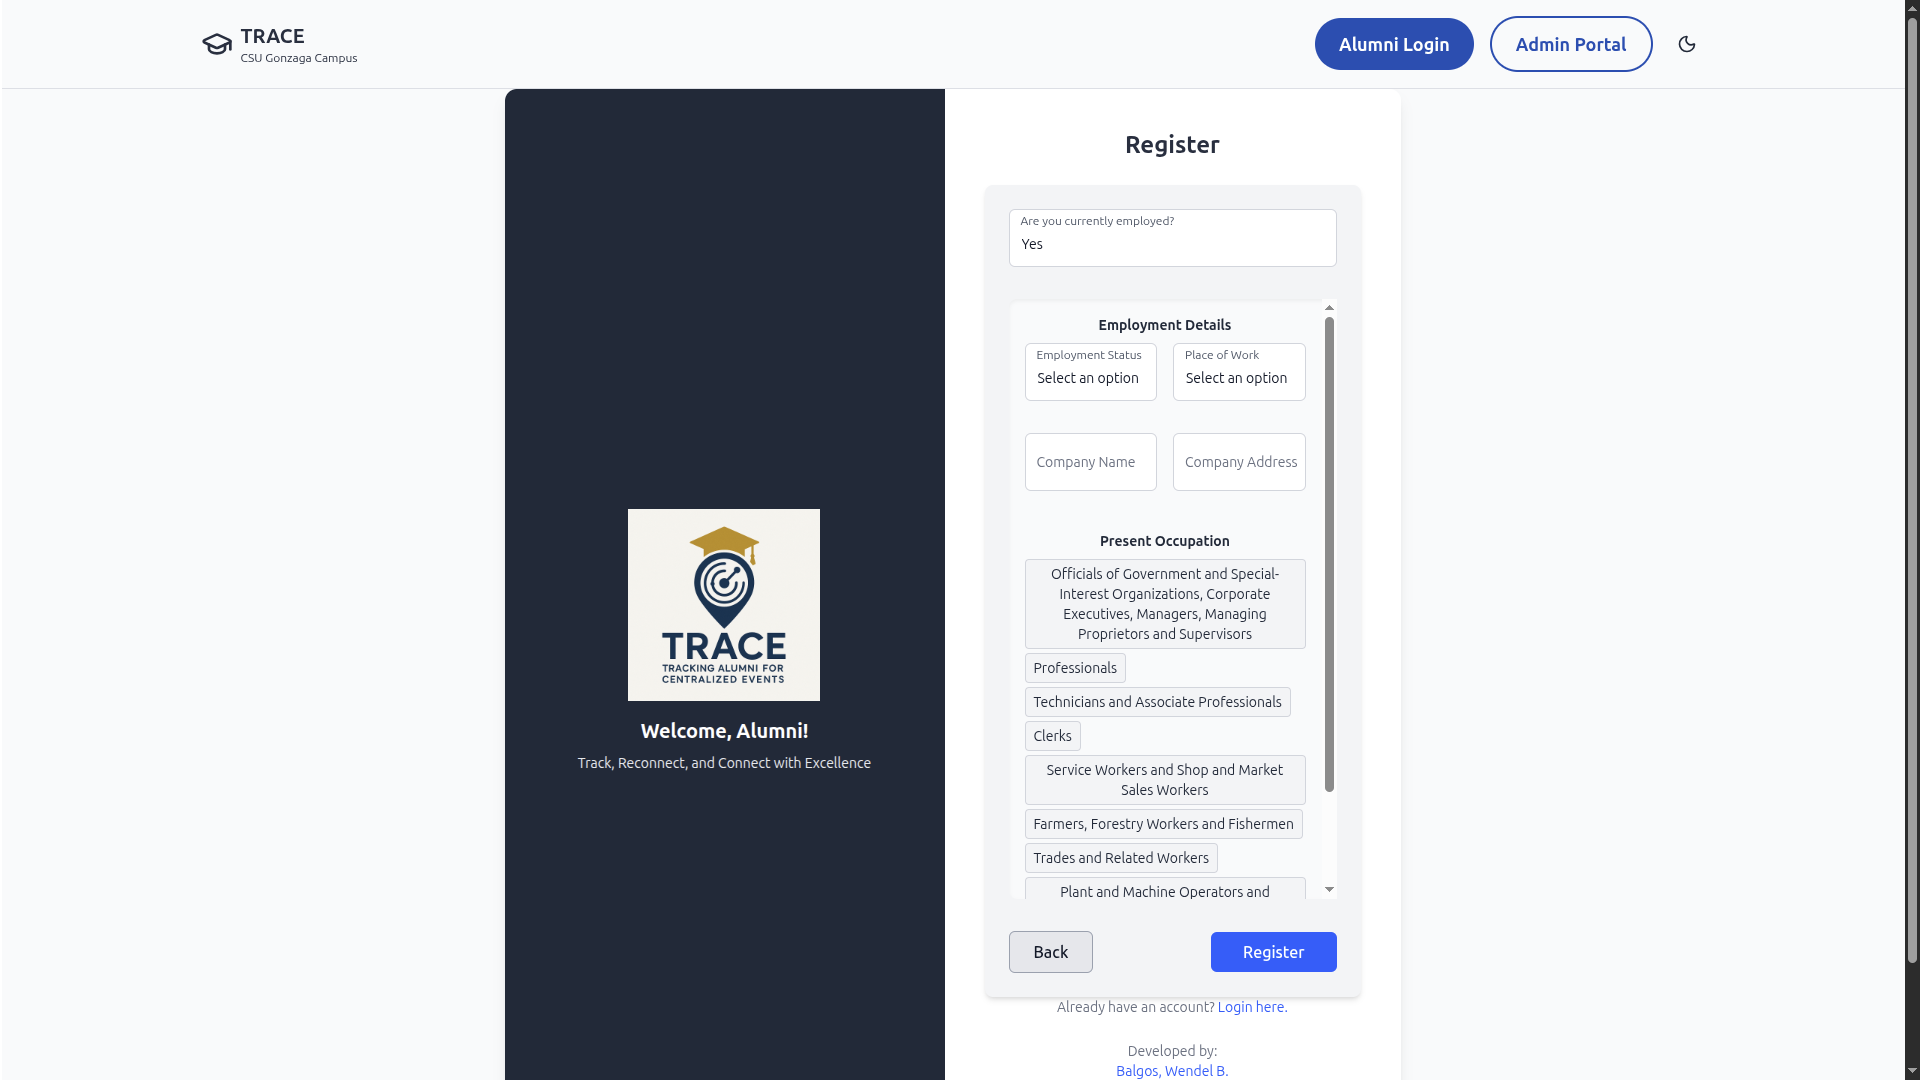 TRACE
CSU Gonzaga Campus
Alumni Login
Admin Portal
TRACE
TRACKING ALUMNI FOR
CENTRALIZED EVENTS
Welcome, Alumni!
Track, Reconnect, and Connect with Excellence
Register
Are you currently employed?
Yes
Employment Details
Employment Status
Select an option
Place of Work
Select an option
Company Name
Company Address
Present Occupation
Officials of Government and Special-
Interest Organizations, Corporate
Executives, Managers, Managing
Proprietors and Supervisors
Professionals
Technicians and Associate Professionals
Clerks
Service Workers and Shop and Market
Sales Workers
Farmers, Forestry Workers and Fishermen
Trades and Related Workers
Plant and Machine Operators and
Back
Register
Already have an account? Login here.
Developed by:
Balgos, Wendel B.